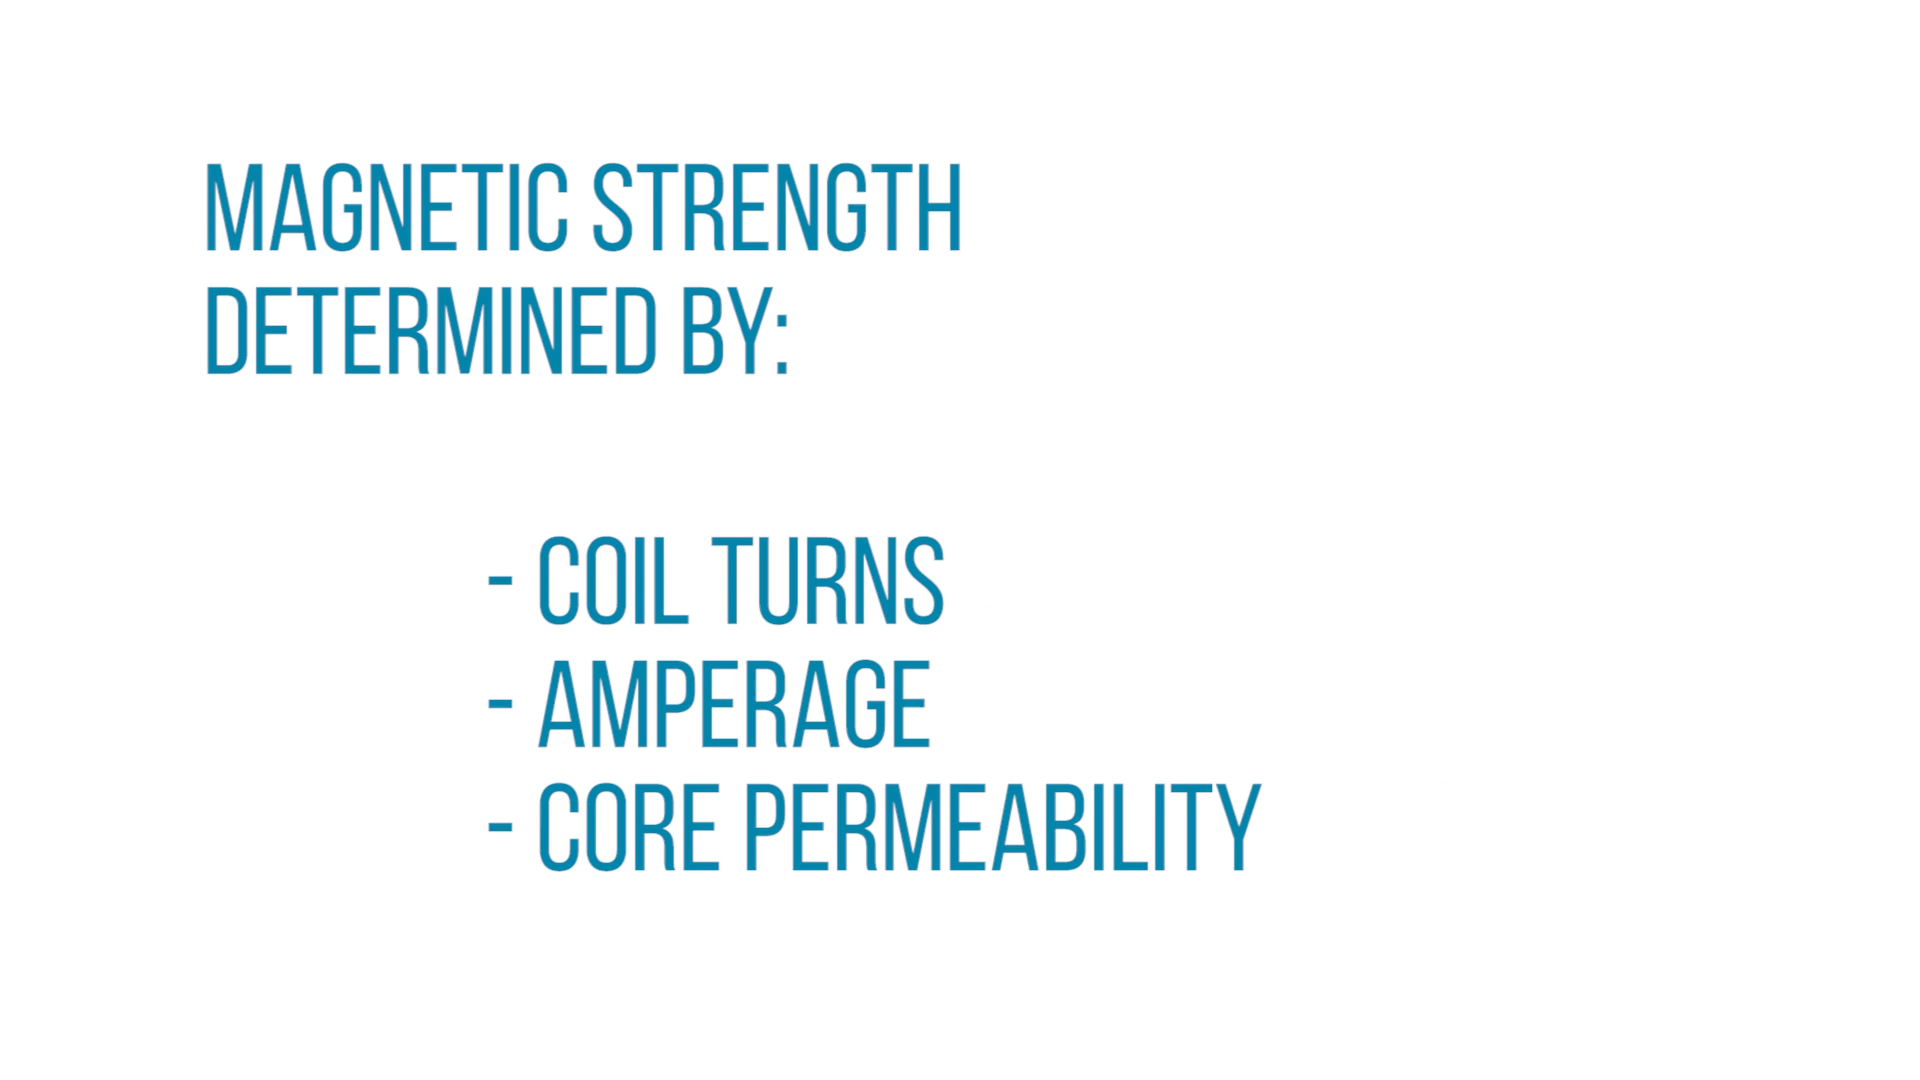 MAGNETIC STRENGTH
DETERMINED BY:
- COIL TURNS
- AMPERAGE
- CORE PERMEABILITY